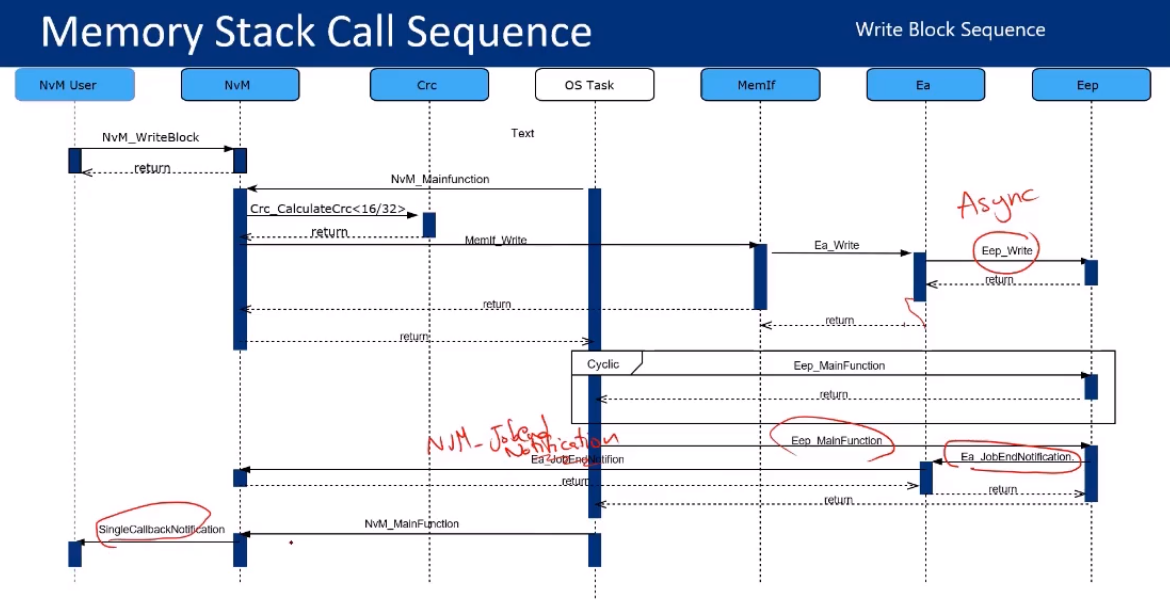 Memory Stack Call Sequence
Write Block Sequence
NvM User
NvM
Crc
OS Task
MemIf
Ea
Eep
Text
NvM_WriteBlock
return
NvM_Mainfunction
Async
Crc_CalculateCrc<16/32>
return
MemIf_Write
Ea_Write
Eep_Write
return
return
return
return
Cyclic
Eep_MainFunction
return
NVM_JobEnd
Notification
Eep_MainFunction
Ea_JobEndNotifion
Ea_JobEndNotification.
return
return
return
SingleCallbackNotification
NvM_MainFunction